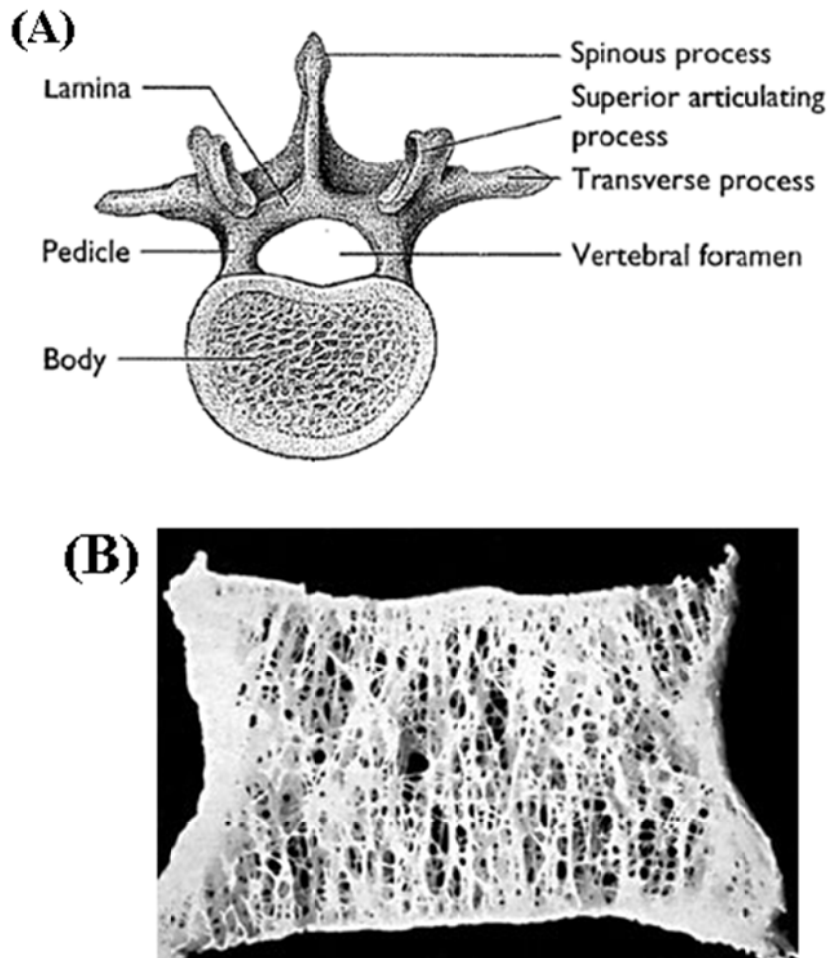 (A)
Lamina
Spinous process
Superior articulating
process
Transverse process
Pedicle
Vertebral foramen
Body
(B)